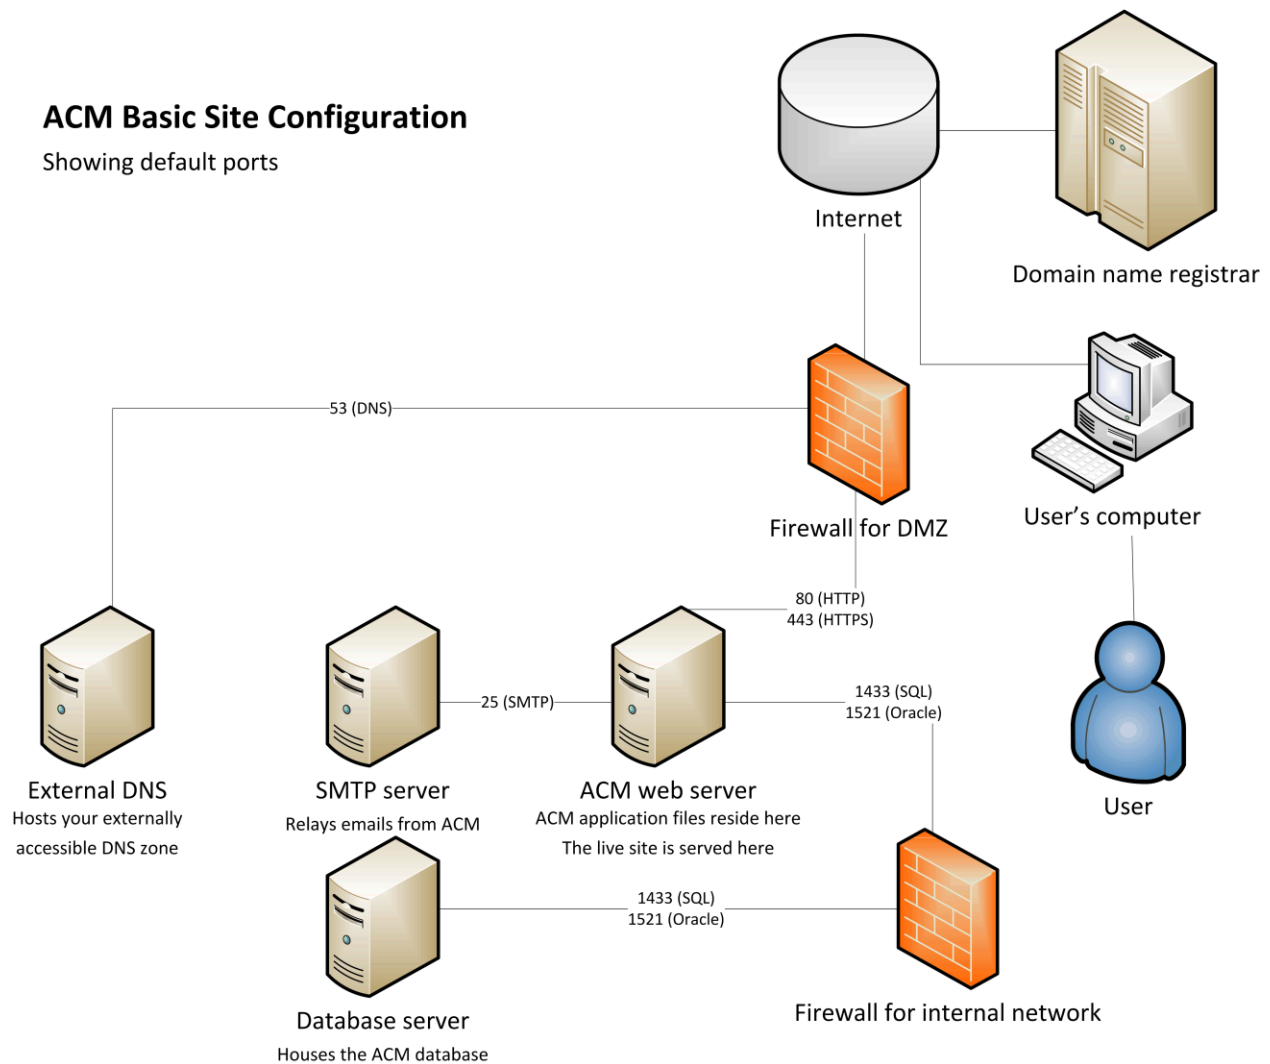 ACM Basic Site Configuration
Showing default ports
Internet
Domain name registrar
53 (DNS)
Firewall for DMZ
User’s computer
80 (HTTP)
443 (HTTPS)
25 (SMTP)
1433 (SQL)
1521 (Oracle)
External DNS
Hosts your externally
accessible DNS zone
SMTP server
Relays emails from ACM
ACM web server
ACM application files reside here
The live site is served here
User
1433 (SQL)
1521 (Oracle)
Firewall for internal network
Database server
Houses the ACM database